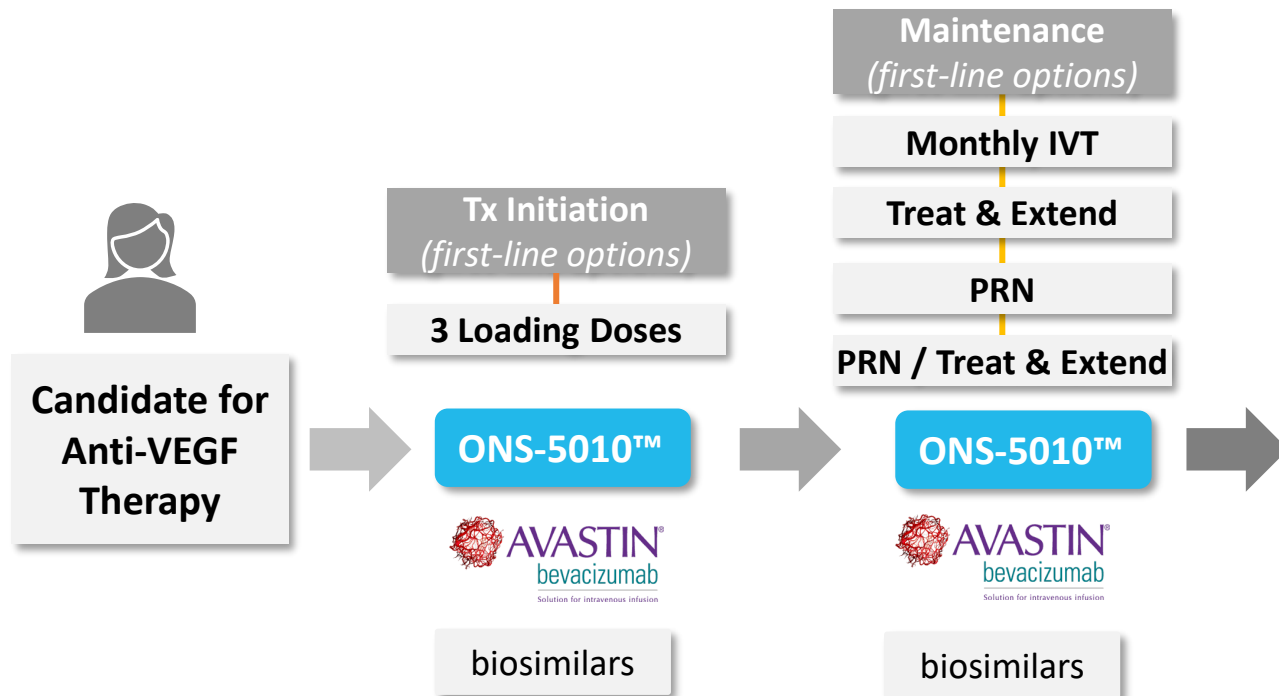 Candidate for
Anti-VEGF
Therapy
Tx Initiation
(first-line options)
3 Loading Doses
ONS-5010™
AVASTIN®
bevacizumab
Solution for intravenous infusion
biosimilars
Maintenance
(first-line options)
Monthly IVT
Treat & Extend
PRN
PRN / Treat & Extend
ONS-5010™
AVASTIN®
bevacizumab
Solution for intravenous infusion
biosimilars